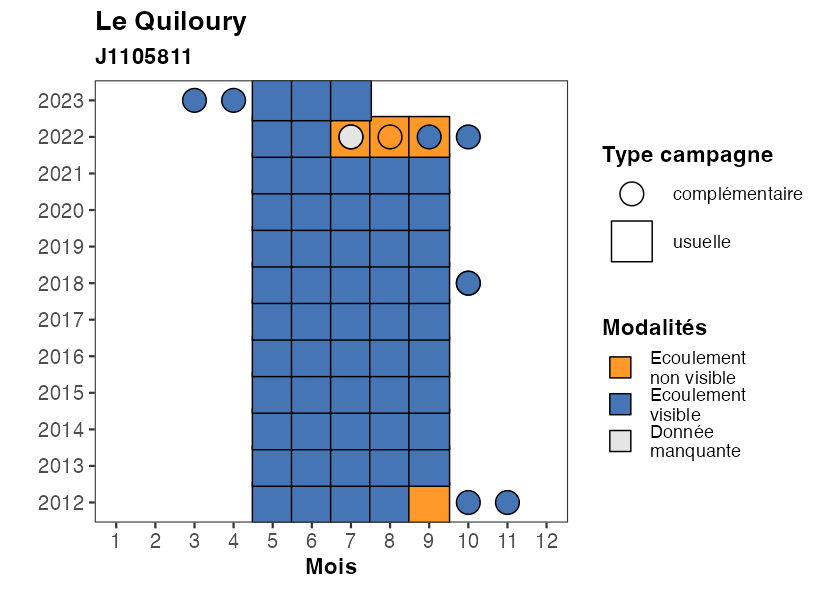 Le Quiloury
J1105811
2023
2022
2021
2020
2019
2018
2017
2016
2015
2014
2013
2012
1 2 3 4 5 6 7 8 9 10 11 12
Mois
Type campagne
complémentaire
usuelle
Modalités
Ecoulement
non visible
Ecoulement
visible
Donnée
manquante